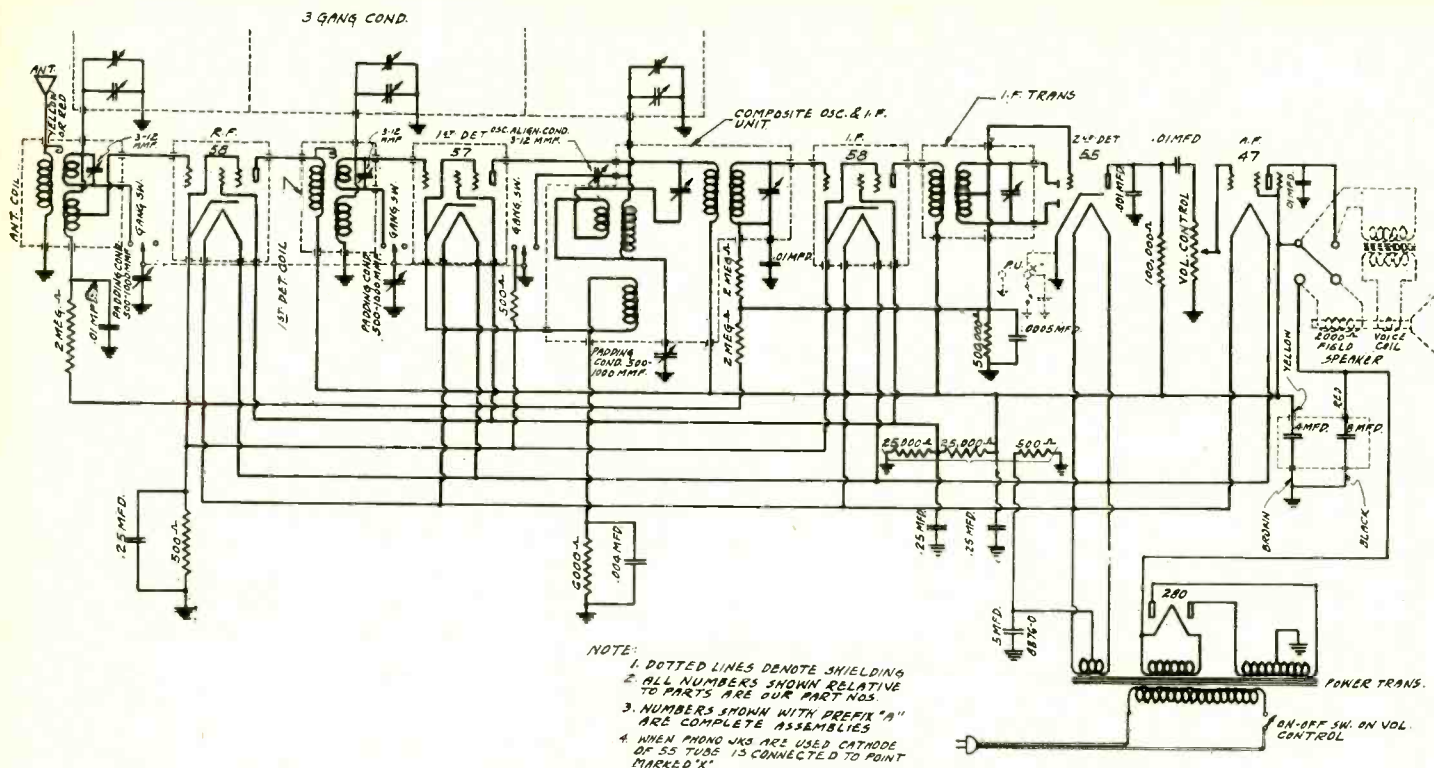 3 GANG COND.
ANT.
YELLOW
OR RED
3-12
MMF
R.F.
58
3-12
MMF
1ST DET
57
OSC. ALIGN. COND.
3-12 MMF.
COMPOSITE OSC. & I.F.
UNIT.
I.F.
58
I.F. TRANS
2ND DET
55
.01 MFD
A.F.
47
ANT. COIL
GANG SW.
PADDING COND.
500-1000 MMF.
2 MEG Ω
.01 MFD.
1ST DET. COIL
GANG SW.
PADDING COND.
500-1000 MMF.
GANG SW.
500 Ω
PADDING
COND. 500-
1000 MMF.
2 MEG Ω
2 MEG Ω
.01 MFD.
P.U.
X
500,000 Ω
.0005 MFD.
.001 MFD
100,000 Ω
VOL. CONTROL
.01 MFD.
2000 Ω
FIELD
VOICE
COIL
SPEAKER
YELLOW
RED
4 MFD.
8 MFD.
BROWN
BLACK
25,000 Ω
25,000 Ω
500 Ω
.25 MFD.
.25 MFD.
.25 MFD.
500 Ω
6000 Ω
.004 MFD
5 MFD.
8876-D
280
POWER TRANS.
ON-OFF SW. ON VOL.
CONTROL
NOTE:
1. DOTTED LINES DENOTE SHIELDING
2. ALL NUMBERS SHOWN RELATIVE
TO PARTS ARE OUR PART NOS.
3. NUMBERS SHOWN WITH PREFIX "A"
ARE COMPLETE ASSEMBLIES
4. WHEN PHONO JKS ARE USED CATHODE
OF 55 TUBE IS CONNECTED TO POINT
MARKED "X"